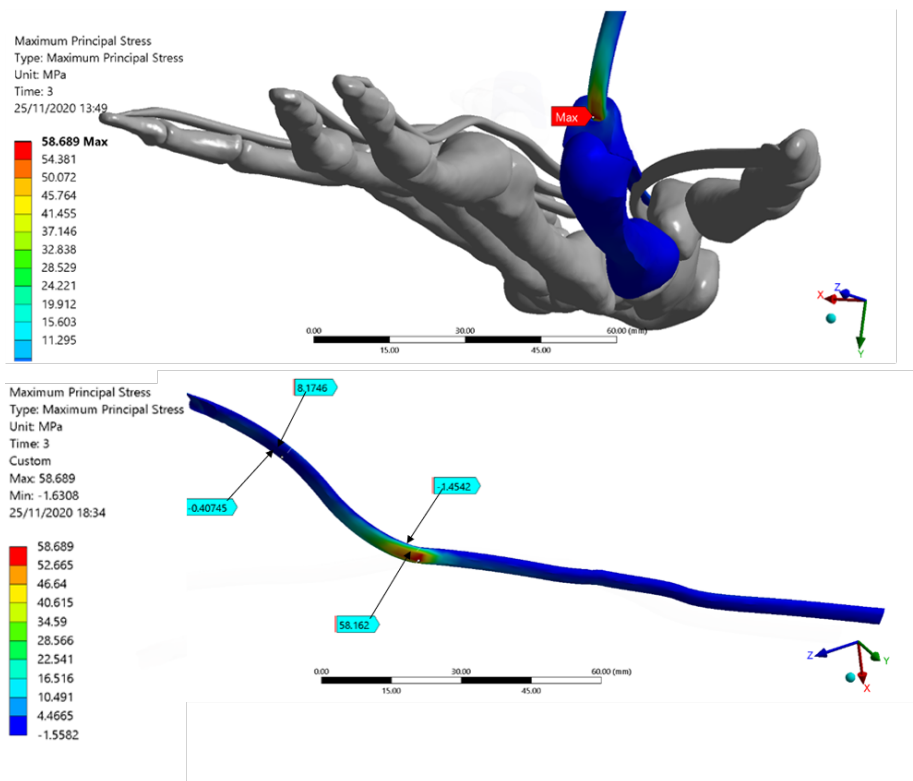 Maximum Principal Stress
Type: Maximum Principal Stress
Unit: MPa
Time: 3
25/11/2020 13:49
Max
58.689 Max
54.381
50.072
45.764
41.455
37.146
32.838
28.529
24.221
19.912
15.603
11.295
0.00 30.00 60.00 (mm)
15.00 45.00
X Z
Y
Maximum Principal Stress
Type: Maximum Principal Stress
Unit: MPa
Time: 3
Custom
Max: 58.689
Min: -1.6308
25/11/2020 18:34
8.1746
-1.4542
-0.40745
58.162
58.689
52.665
46.64
40.615
34.59
28.566
22.541
16.516
10.491
4.4665
-1.5582
0.00 30.00 60.00 (mm)
15.00 45.00
Z Y
X